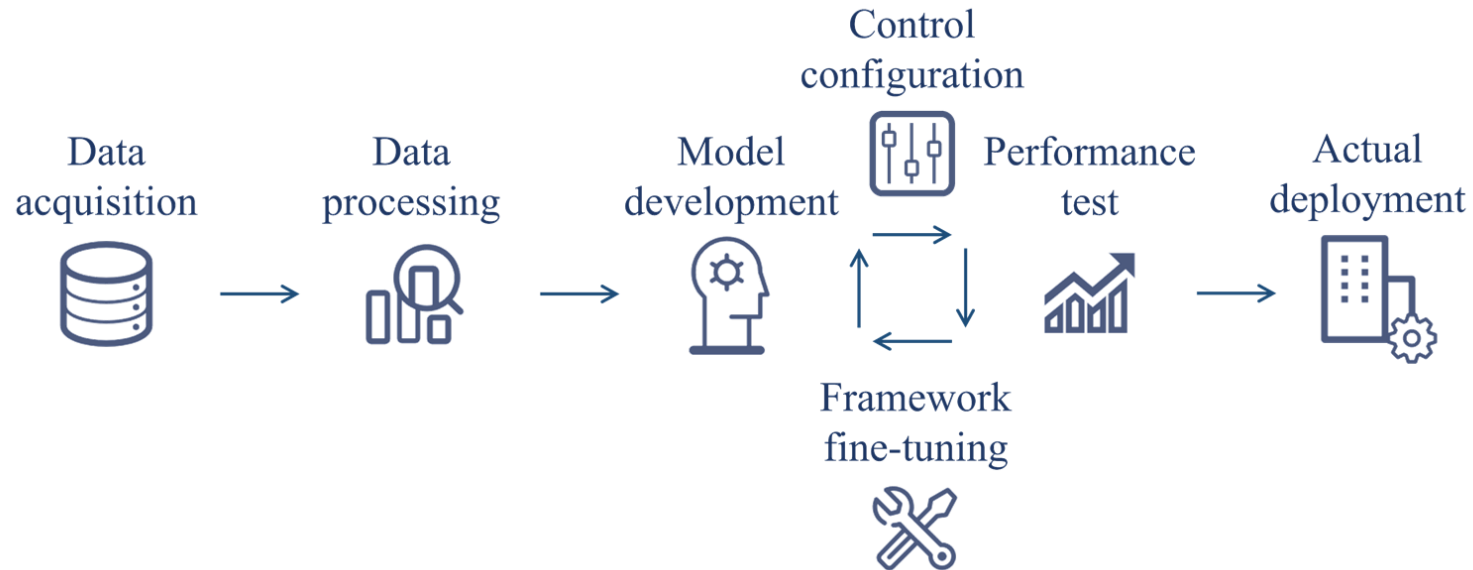 Data
acquisition
Data
processing
Model
development
Control
configuration
Performance
test
Framework
fine-tuning
Actual
deployment